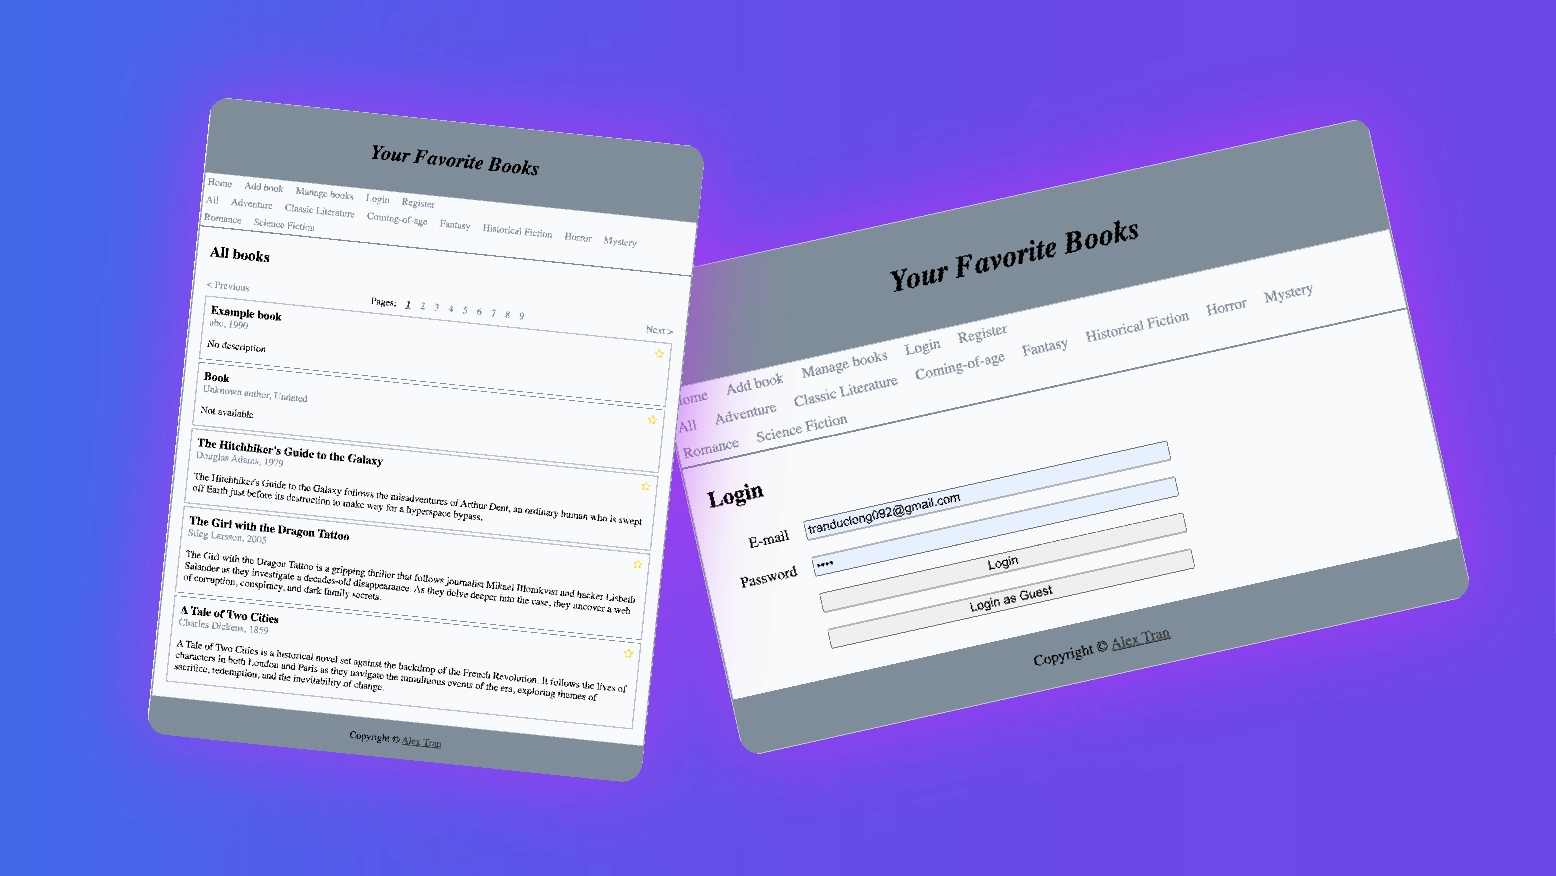 Your Favorite Books
Home Add book Manage books Login Register
All Adventure Classic Literature Coming-of-age Fantasy Historical Fiction Horror Mystery
Romance Science Fiction
All books
< Previous
Pages: 1 2 3 4 5 6 7 8 9
Next >
Example book
abc, 1990
No description
Book
Unknown author, Undated
Not available
The Hitchhiker's Guide to the Galaxy
Douglas Adams, 1979
The Hitchhiker's Guide to the Galaxy follows the misadventures of Arthur Dent, an ordinary human who is swept
off Earth just before its destruction to make way for a hyperspace bypass.
The Girl with the Dragon Tattoo
Stieg Larsson, 2005
The Girl with the Dragon Tattoo is a gripping thriller that follows journalist Mikael Blomkvist and hacker Lisbeth
Salander as they investigate a decades-old disappearance. As they delve deeper into the case, they uncover a web
of corruption, conspiracy, and dark family secrets.
A Tale of Two Cities
Charles Dickens, 1859
A Tale of Two Cities is a historical novel set against the backdrop of the French Revolution. It follows the lives of
characters in both London and Paris as they navigate the tumultuous events of the era, exploring themes of
sacrifice, redemption, and the inevitability of change.
Copyright © Alex Tran
Your Favorite Books
Home Add book Manage books Login Register
All Adventure Classic Literature Coming-of-age Fantasy Historical Fiction Horror Mystery
Romance Science Fiction
Login
E-mail tranduclong092@gmail.com
Password ••••
Login
Login as Guest
Copyright © Alex Tran